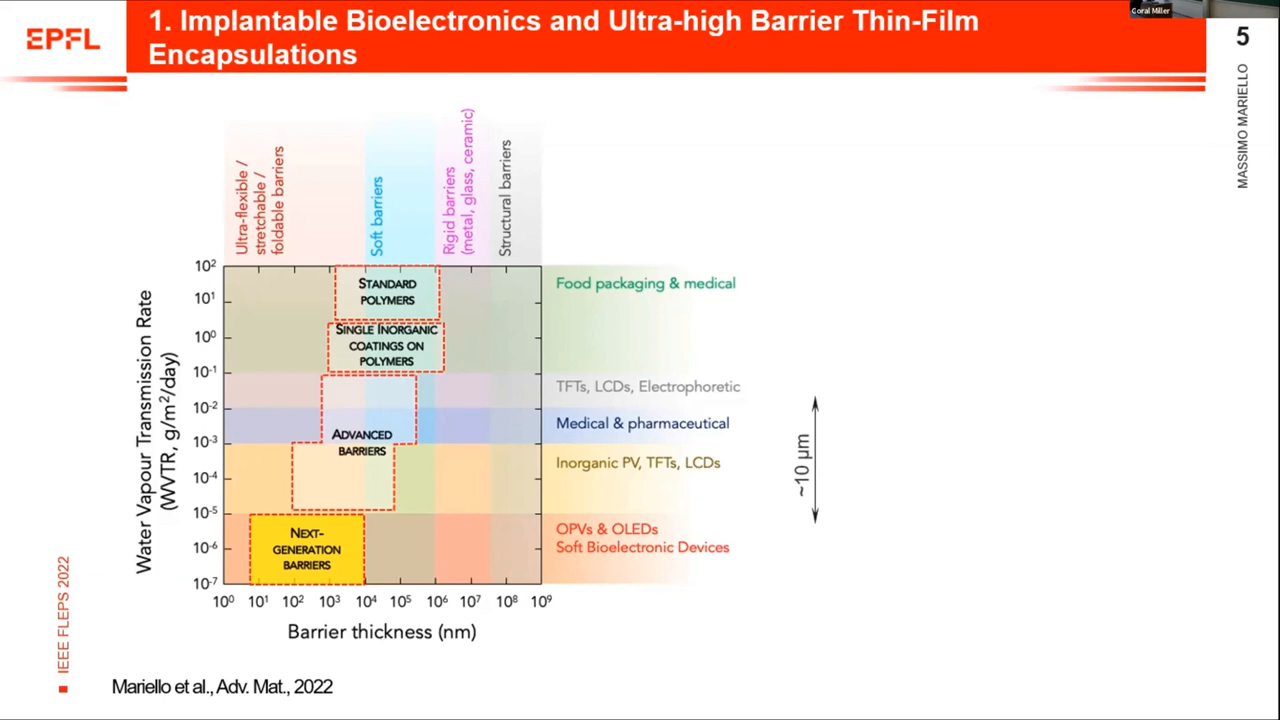 EPFL
1. Implantable Bioelectronics and Ultra-high Barrier Thin-Film
Encapsulations
Coral Miller
5
MASSIMO MARIELLO
Ultra-flexible /
stretchable /
foldable barriers
Soft barriers
Rigid barriers
(metal, glass, ceramic)
Structural barriers
Water Vapour Transmission Rate
(WVTR, g/m²/day)
10²
10¹
10⁰
10⁻¹
10⁻²
10⁻³
10⁻⁴
10⁻⁵
10⁻⁶
10⁻⁷
STANDARD
POLYMERS
SINGLE INORGANIC
COATINGS ON
POLYMERS
ADVANCED
BARRIERS
NEXT-
GENERATION
BARRIERS
Food packaging & medical
TFTs, LCDs, Electrophoretic
Medical & pharmaceutical
Inorganic PV, TFTs, LCDs
OPVs & OLEDs
Soft Bioelectronic Devices
~10 µm
10⁰ 10¹ 10² 10³ 10⁴ 10⁵ 10⁶ 10⁷ 10⁸ 10⁹
Barrier thickness (nm)
IEEE FLEPS 2022
Mariello et al., Adv. Mat., 2022